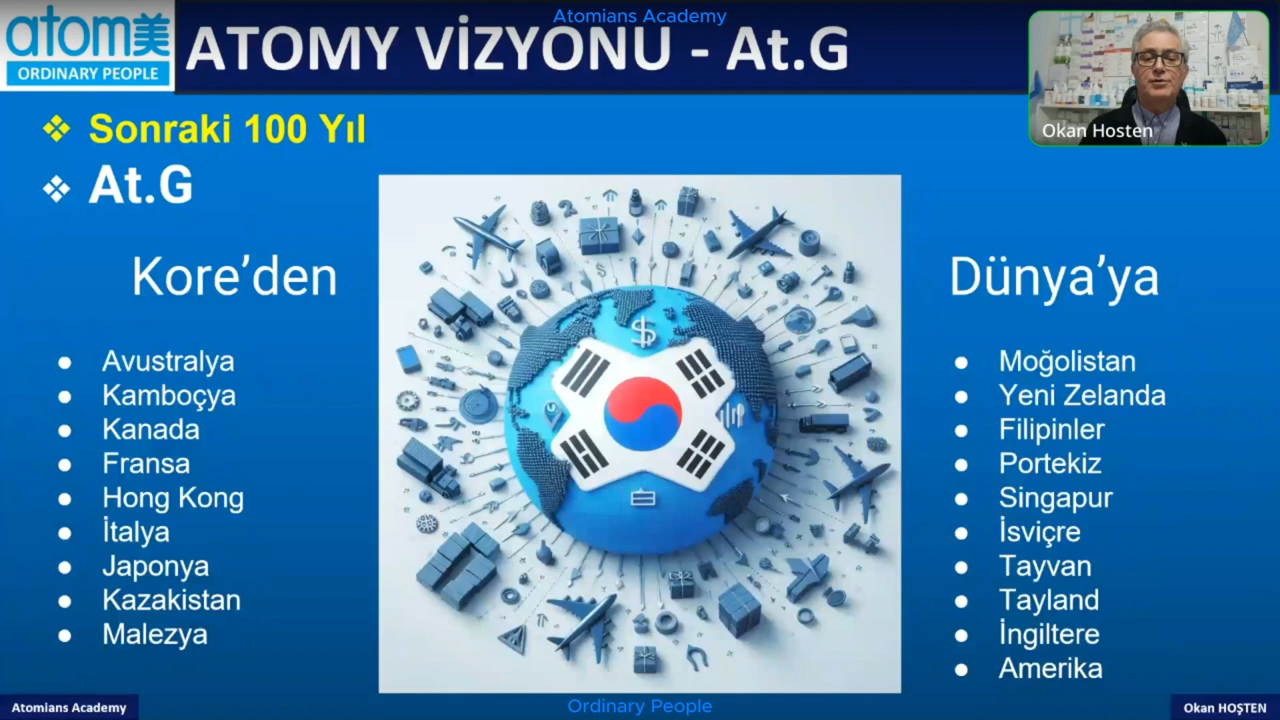 Atomians Academy
atom美
ORDINARY PEOPLE
ATOMY VİZYONU - At.G
Okan Hosten
❖ Sonraki 100 Yıl
❖ At.G
Kore’den
● Avustralya
● Kamboçya
● Kanada
● Fransa
● Hong Kong
● İtalya
● Japonya
● Kazakistan
● Malezya
$
Dünya’ya
● Moğolistan
● Yeni Zelanda
● Filipinler
● Portekiz
● Singapur
● İsviçre
● Tayvan
● Tayland
● İngiltere
● Amerika
Atomians Academy
Ordinary People
Okan HOŞTEN